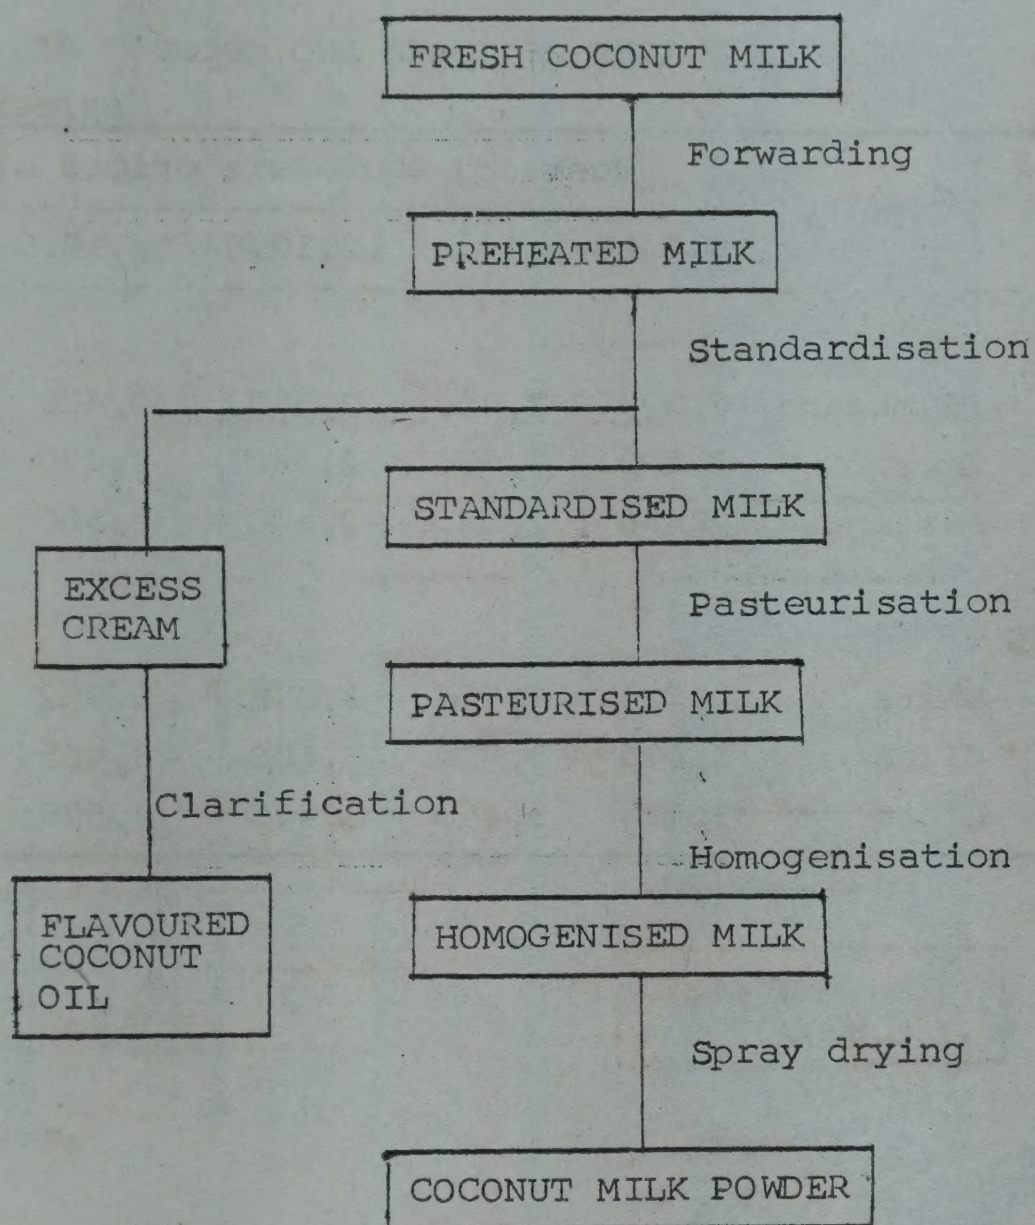 FRESH COCONUT MILK
Forwarding
PREHEATED MILK
Standardisation
STANDARDISED MILK
EXCESS
CREAM
Pasteurisation
PASTEURISED MILK
Clarification
Homogenisation
FLAVOURED
COCONUT
OIL
HOMOGENISED MILK
Spray drying
COCONUT MILK POWDER